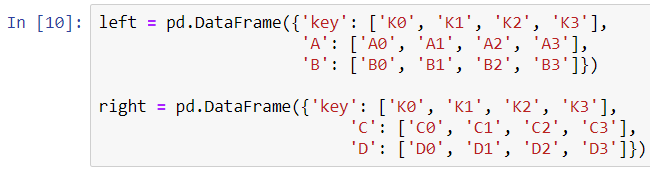 In [10]: left = pd.DataFrame({'key': ['K0', 'K1', 'K2', 'K3'],
'A': ['A0', 'A1', 'A2', 'A3'],
'B': ['B0', 'B1', 'B2', 'B3']})
right = pd.DataFrame({'key': ['K0', 'K1', 'K2', 'K3'],
'C': ['C0', 'C1', 'C2', 'C3'],
'D': ['D0', 'D1', 'D2', 'D3']})